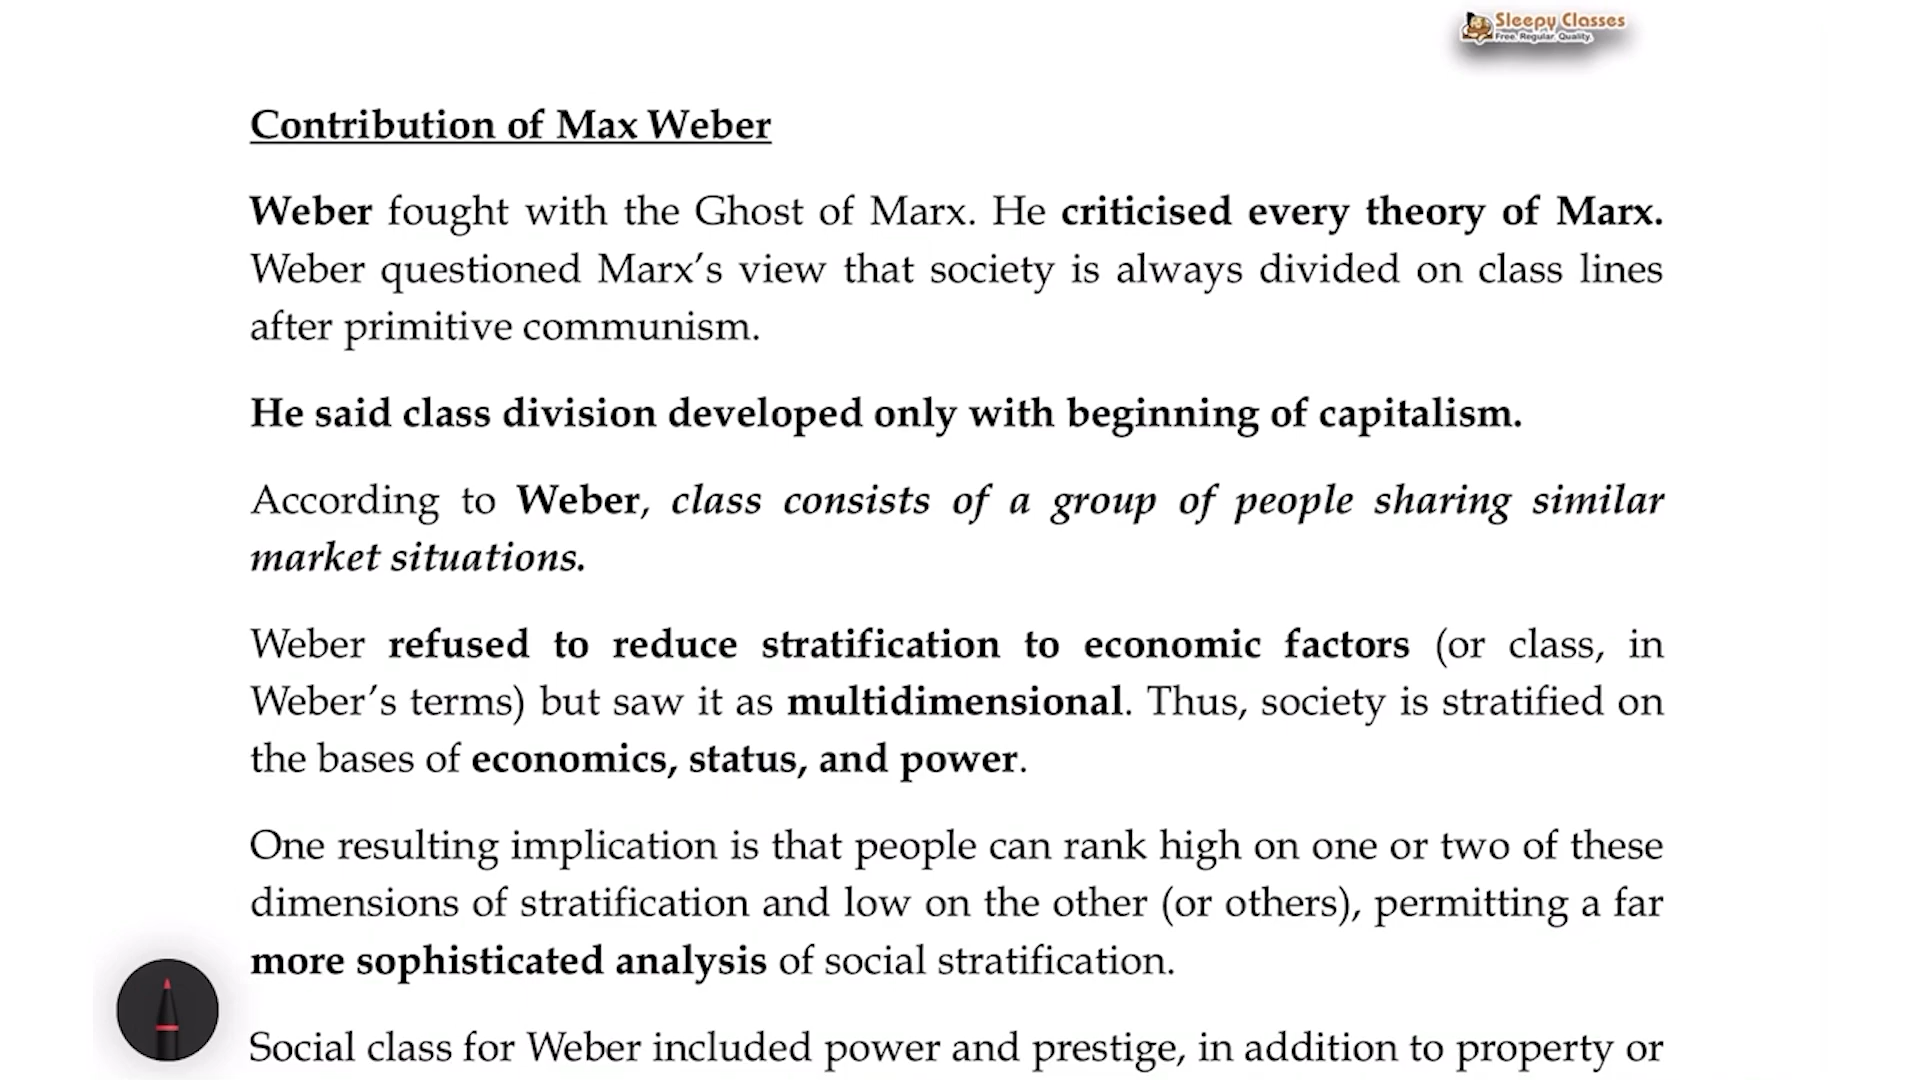 Sleepy Classes
Free. Regular. Quality.
Contribution of Max Weber
Weber fought with the Ghost of Marx. He criticised every theory of Marx.
Weber questioned Marx’s view that society is always divided on class lines
after primitive communism.
He said class division developed only with beginning of capitalism.
According to Weber, class consists of a group of people sharing similar
market situations.
Weber refused to reduce stratification to economic factors (or class, in
Weber’s terms) but saw it as multidimensional. Thus, society is stratified on
the bases of economics, status, and power.
One resulting implication is that people can rank high on one or two of these
dimensions of stratification and low on the other (or others), permitting a far
more sophisticated analysis of social stratification.
Social class for Weber included power and prestige, in addition to property or